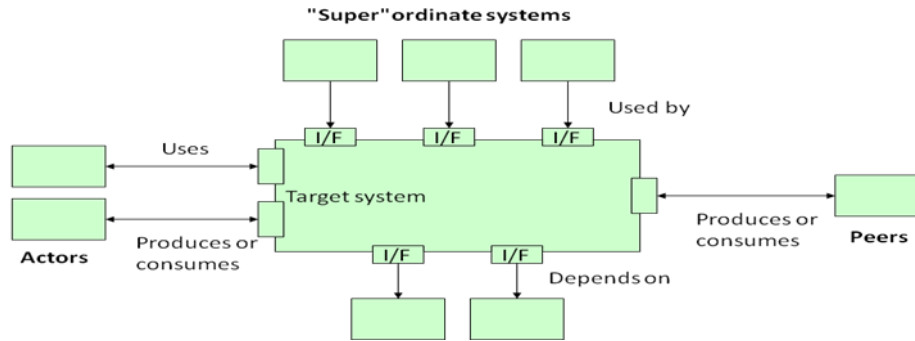 "Super"ordinate systems
Used by
I/F
I/F
I/F
Uses
Target system
Produces or
consumes
Actors
Produces or
consumes
Peers
I/F
I/F
Depends on